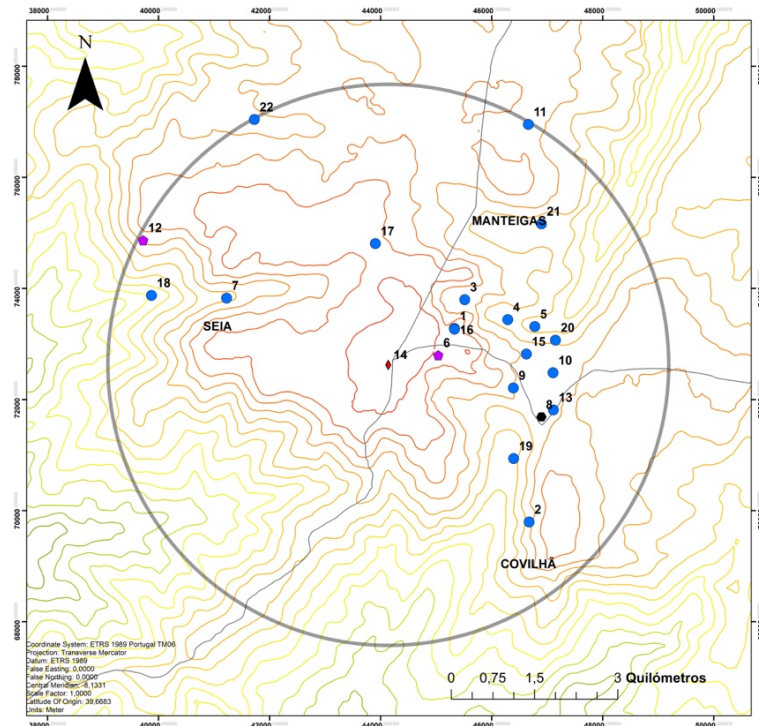 38000 40000 42000 44000 46000 48000 50000
N
78000
22
11
76000
21
MANTEIGAS
12
17
74000
18
7
3
SEIA
4
5
1
16
20
15
6
14
10
9
72000
8
13
19
70000
2
COVILHÃ
68000
Coordinate System: ETRS 1989 Portugal TM06
Projection: Transverse Mercator
Datum: ETRS 1989
False Easting: 0,0000
False Northing: 0,0000
Central Meridian: -8,1331
Scale Factor: 1,0000
Latitude Of Origin: 39,6683
Units: Meter
0 0,75 1,5 3 Quilómetros
38000 40000 42000 44000 46000 48000 50000